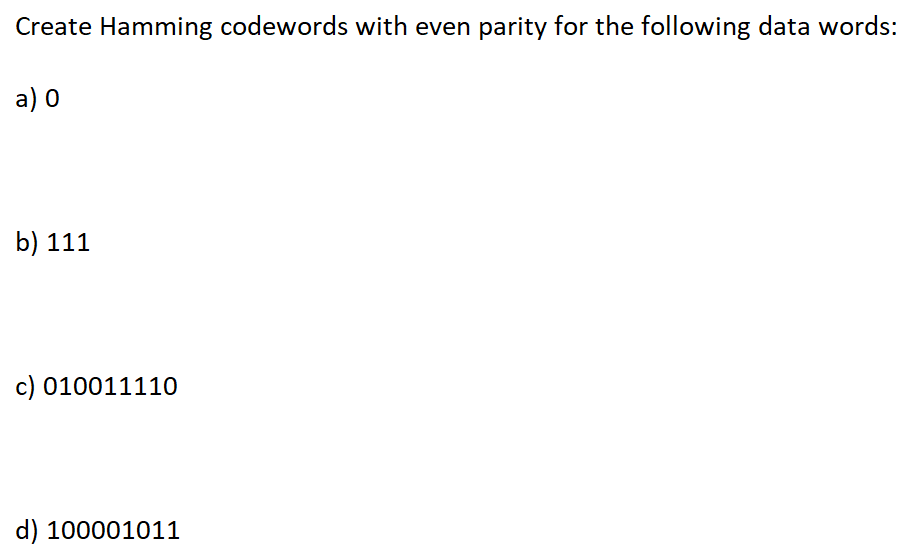 Create Hamming codewords with even parity for the following data words:
a) 0
b) 111
c) 010011110
d) 100001011